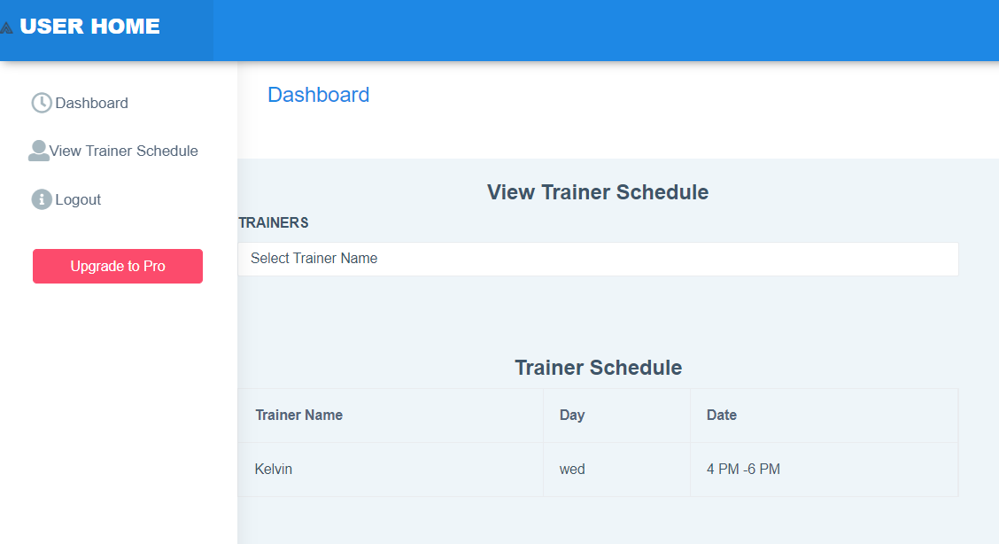 USER HOME
Dashboard
View Trainer Schedule
Logout
Upgrade to Pro
Dashboard
View Trainer Schedule
TRAINERS
Select Trainer Name
Trainer Schedule
Trainer Name Day Date
Kelvin wed 4 PM -6 PM